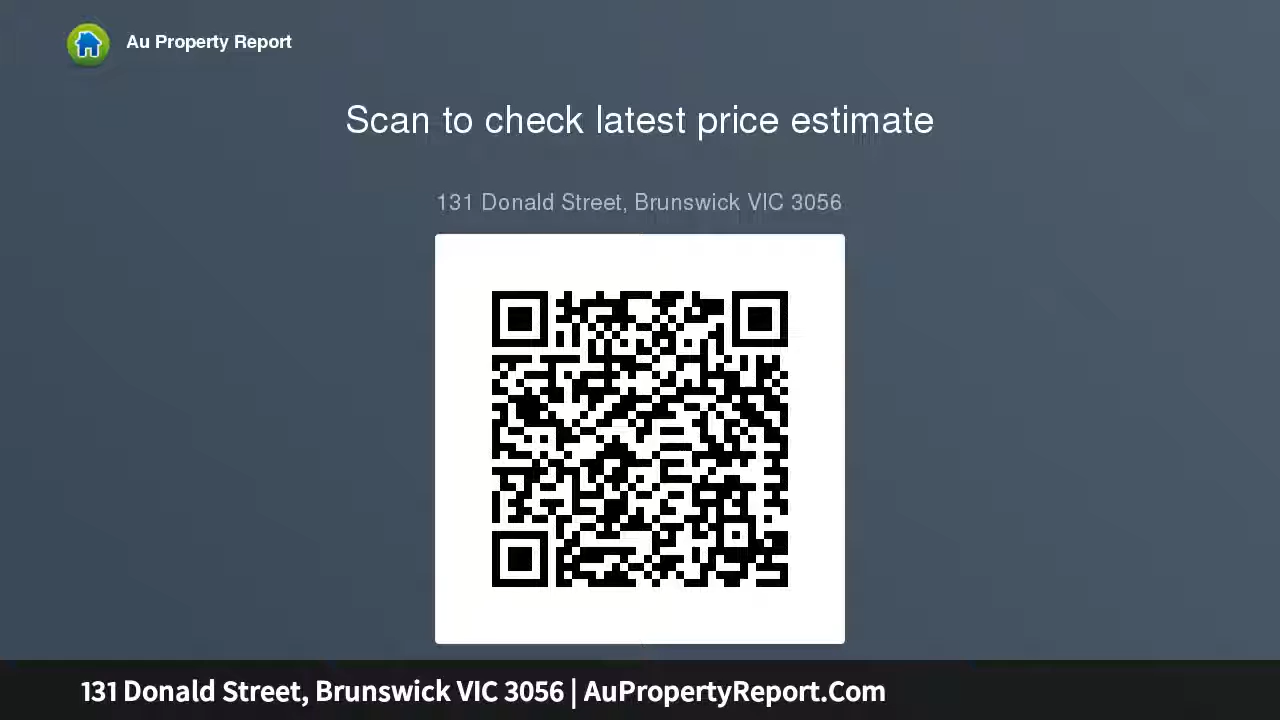 Au Property Report
Scan to check latest price estimate
131 Donald Street, Brunswick VIC 3056
131 Donald Street, Brunswick VIC 3056 | AuPropertyReport.Com